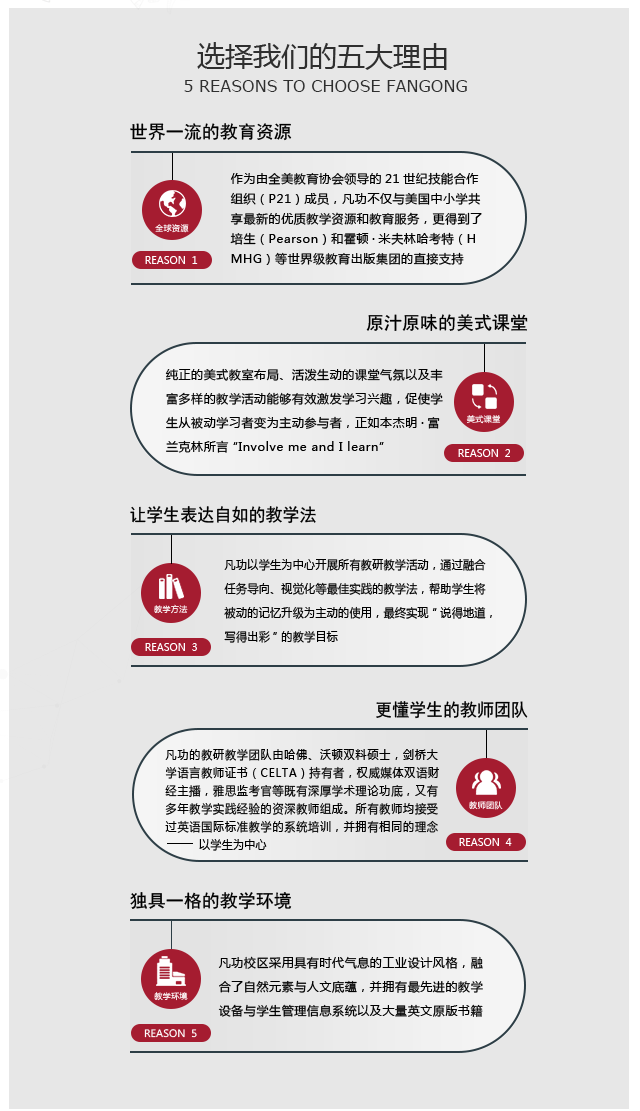 选择我们的五大理由
5 REASONS TO CHOOSE FANGONG
世界一流的教育资源
全球资源
REASON 1
作为由全美教育协会领导的 21 世纪技能合作
组织（P21）成员，凡功不仅与美国中小学共
享最新的优质教学资源和教育服务，更得到了
培生（Pearson）和霍顿·米夫林哈考特（H
MHG）等世界级教育出版集团的直接支持
原汁原味的美式课堂
纯正的美式教室布局、活泼生动的课堂气氛以及丰
富多样的教学活动能够有效激发学习兴趣，促使学
生从被动学习者变为主动参与者，正如本杰明·富
兰克林所言 “Involve me and I learn”
美式课堂
REASON 2
让学生表达自如的教学法
教学方法
REASON 3
凡功以学生为中心开展所有教研教学活动，通过融合
任务导向、视觉化等最佳实践的教学法，帮助学生将
被动的记忆升级为主动的使用，最终实现＂说得地道，
写得出彩＂的教学目标
更懂学生的教师团队
凡功的教研教学团队由哈佛、沃顿双料硕士，剑桥大
学语言教师证书（CELTA）持有者，权威媒体双语财
经主播，雅思监考官等既有深厚学术理论功底，又有
多年教学实践经验的资深教师组成。所有教师均接受
过英语国际标准教学的系统培训，并拥有相同的理念
—— 以学生为中心
教师团队
REASON 4
独具一格的教学环境
教学环境
REASON 5
凡功校区采用具有时代气息的工业设计风格，融
合了自然元素与人文底蕴，并拥有最先进的教学
设备与学生管理信息系统以及大量英文原版书籍